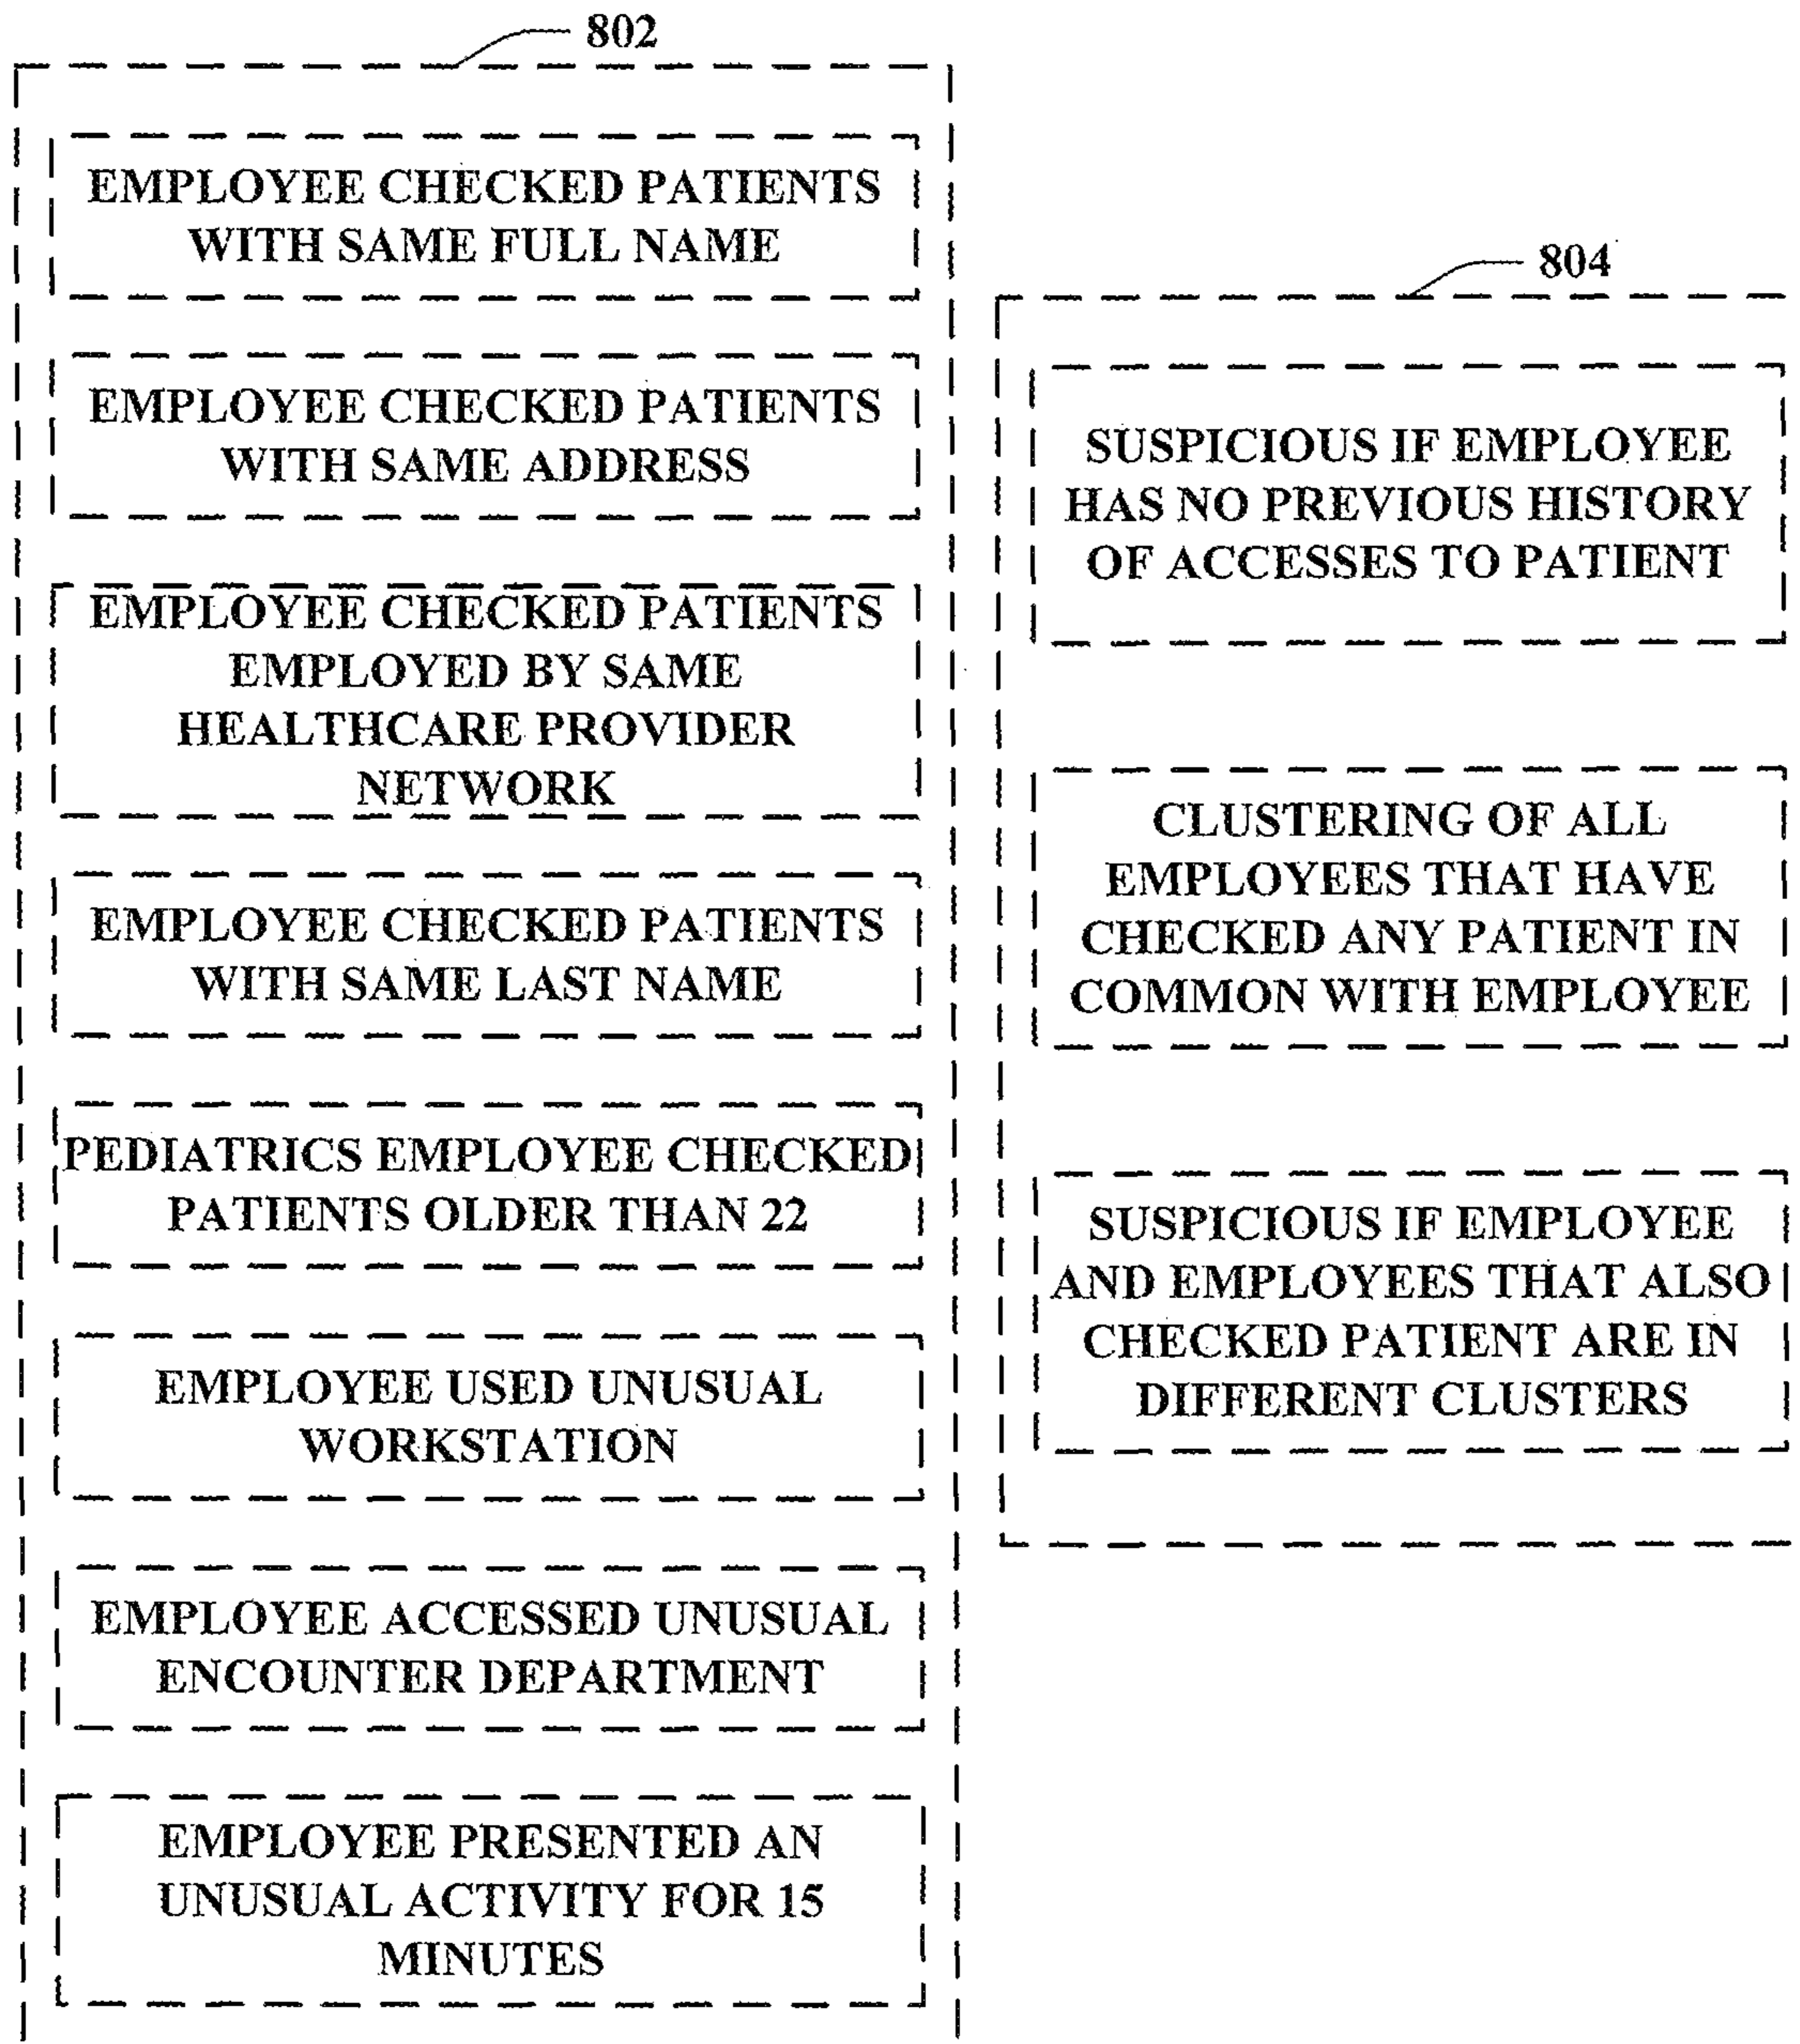 802
EMPLOYEE CHECKED PATIENTS
WITH SAME FULL NAME
EMPLOYEE CHECKED PATIENTS
WITH SAME ADDRESS
EMPLOYEE CHECKED PATIENTS
EMPLOYED BY SAME
HEALTHCARE PROVIDER
NETWORK
EMPLOYEE CHECKED PATIENTS
WITH SAME LAST NAME
PEDIATRICS EMPLOYEE CHECKED
PATIENTS OLDER THAN 22
EMPLOYEE USED UNUSUAL
WORKSTATION
EMPLOYEE ACCESSED UNUSUAL
ENCOUNTER DEPARTMENT
EMPLOYEE PRESENTED AN
UNUSUAL ACTIVITY FOR 15
MINUTES
804
SUSPICIOUS IF EMPLOYEE
HAS NO PREVIOUS HISTORY
OF ACCESSES TO PATIENT
CLUSTERING OF ALL
EMPLOYEES THAT HAVE
CHECKED ANY PATIENT IN
COMMON WITH EMPLOYEE
SUSPICIOUS IF EMPLOYEE
AND EMPLOYEES THAT ALSO
CHECKED PATIENT ARE IN
DIFFERENT CLUSTERS